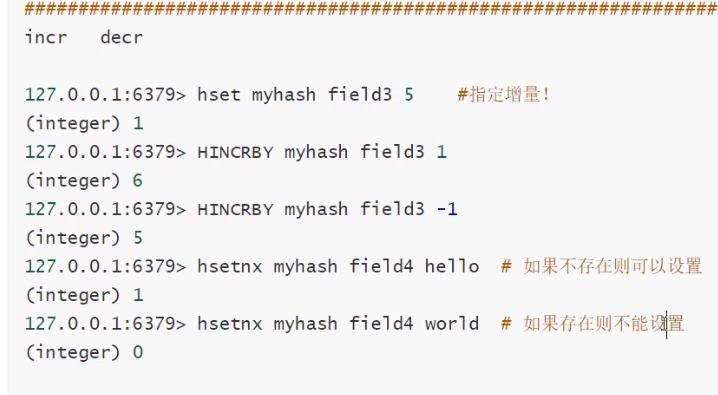 ################################################################
incr   decr
127.0.0.1:6379> hset myhash field3 5    #指定增量！
(integer) 1
127.0.0.1:6379> HINCRBY myhash field3 1
(integer) 6
127.0.0.1:6379> HINCRBY myhash field3 -1
(integer) 5
127.0.0.1:6379> hsetnx myhash field4 hello  # 如果不存在则可以设置
(integer) 1
127.0.0.1:6379> hsetnx myhash field4 world  # 如果存在则不能设置
(integer) 0